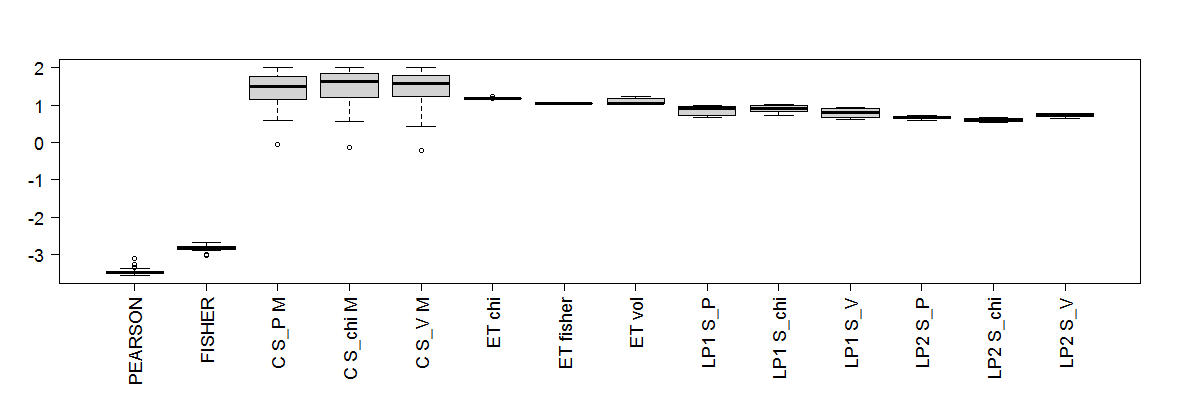 2
1
0
-1
-2
-3
PEARSON
FISHER
C S_P M
C S_chi M
C S_V M
ET chi
ET fisher
ET vol
LP1 S_P
LP1 S_chi
LP1 S_V
LP2 S_P
LP2 S_chi
LP2 S_V